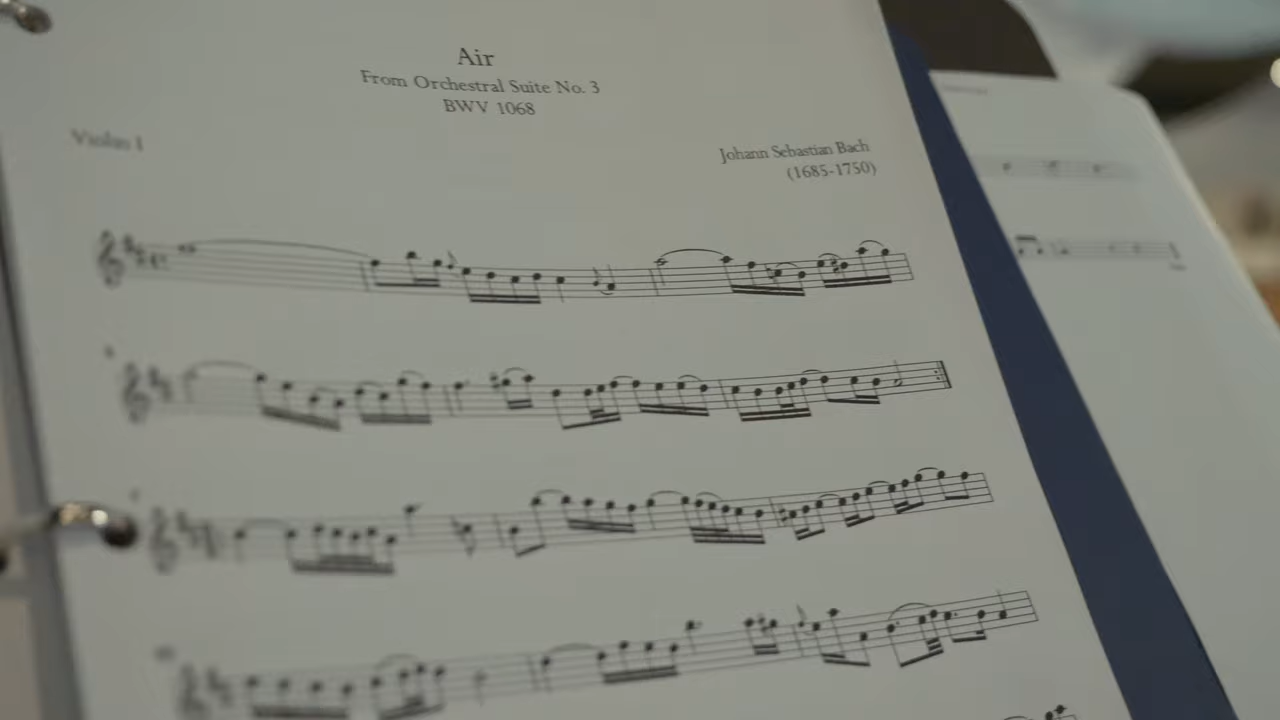 Air
From Orchestral Suite No. 3
BWV 1068
Violin I
Johann Sebastian Bach
(1685-1750)